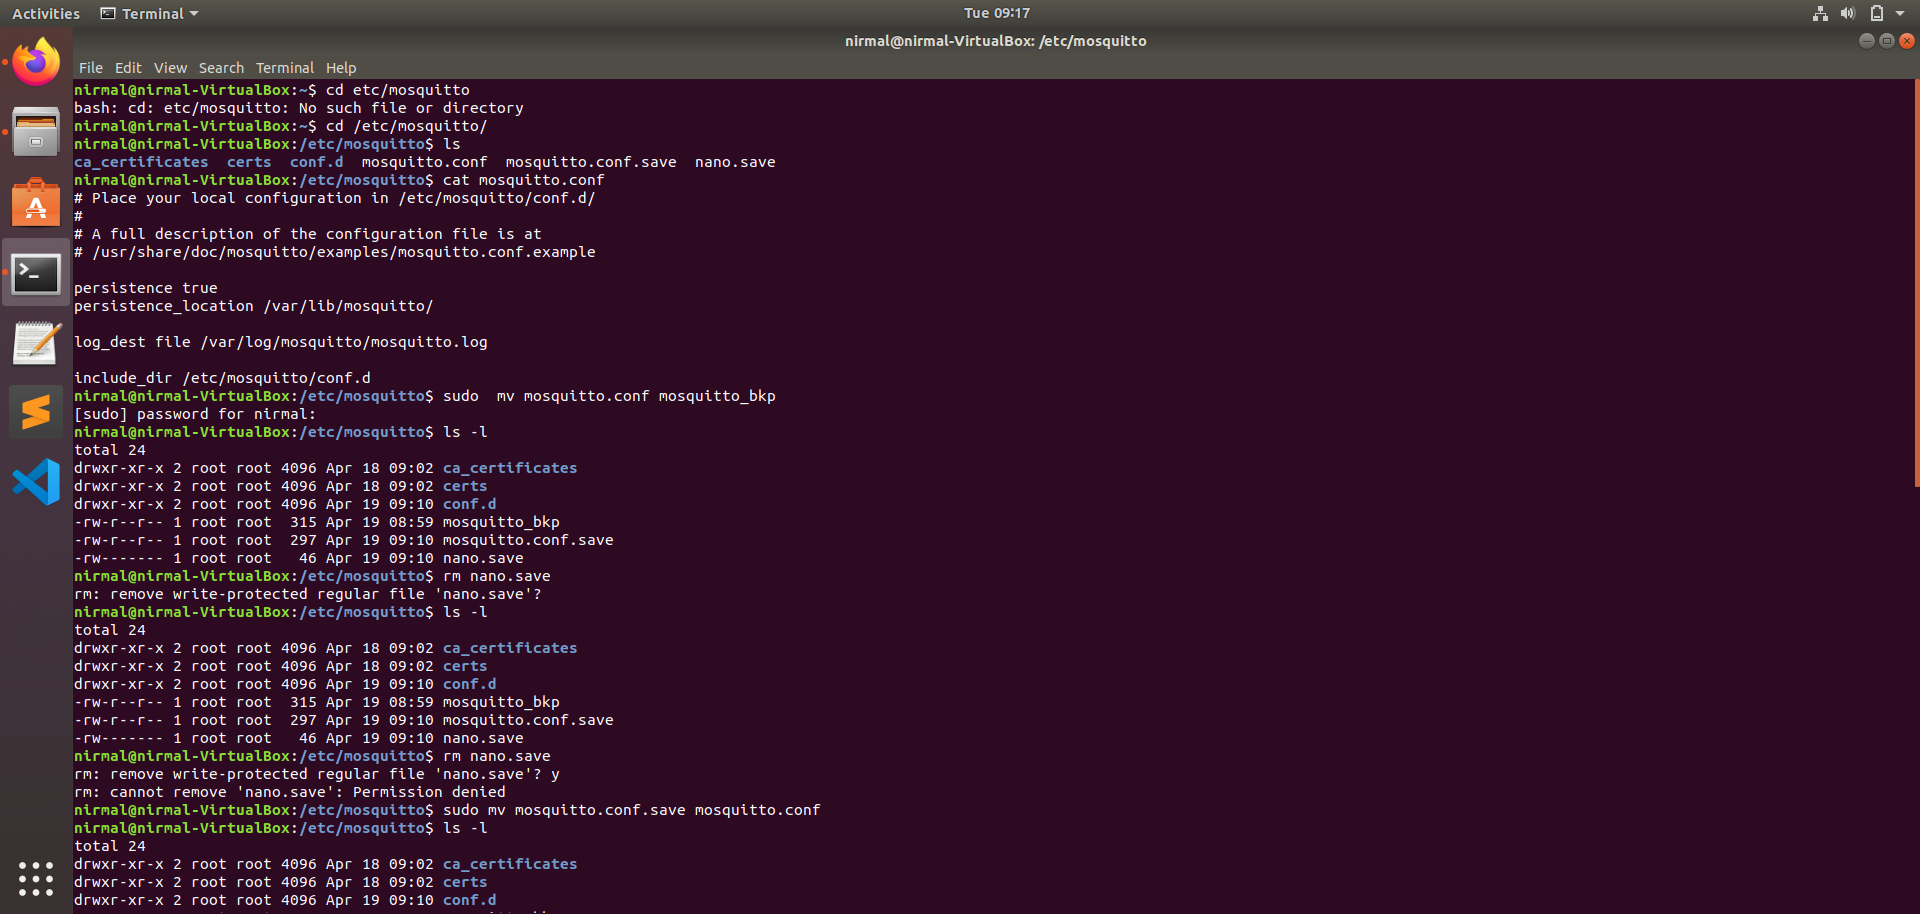 Activities Terminal Tue 09:17
nirmal@nirmal-VirtualBox: /etc/mosquitto
File Edit View Search Terminal Help
nirmal@nirmal-VirtualBox:~$ cd etc/mosquitto
bash: cd: etc/mosquitto: No such file or directory
nirmal@nirmal-VirtualBox:~$ cd /etc/mosquitto/
nirmal@nirmal-VirtualBox:/etc/mosquitto$ ls
ca_certificates  certs  conf.d  mosquitto.conf  mosquitto.conf.save  nano.save
nirmal@nirmal-VirtualBox:/etc/mosquitto$ cat mosquitto.conf
# Place your local configuration in /etc/mosquitto/conf.d/
#
# A full description of the configuration file is at
# /usr/share/doc/mosquitto/examples/mosquitto.conf.example
persistence true
persistence_location /var/lib/mosquitto/
log_dest file /var/log/mosquitto/mosquitto.log
include_dir /etc/mosquitto/conf.d
nirmal@nirmal-VirtualBox:/etc/mosquitto$ sudo  mv mosquitto.conf mosquitto_bkp
[sudo] password for nirmal:
nirmal@nirmal-VirtualBox:/etc/mosquitto$ ls -l
total 24
drwxr-xr-x 2 root root 4096 Apr 18 09:02 ca_certificates
drwxr-xr-x 2 root root 4096 Apr 18 09:02 certs
drwxr-xr-x 2 root root 4096 Apr 19 09:10 conf.d
-rw-r--r-- 1 root root  315 Apr 19 08:59 mosquitto_bkp
-rw-r--r-- 1 root root  297 Apr 19 09:10 mosquitto.conf.save
-rw------- 1 root root   46 Apr 19 09:10 nano.save
nirmal@nirmal-VirtualBox:/etc/mosquitto$ rm nano.save
rm: remove write-protected regular file 'nano.save'?
nirmal@nirmal-VirtualBox:/etc/mosquitto$ ls -l
total 24
drwxr-xr-x 2 root root 4096 Apr 18 09:02 ca_certificates
drwxr-xr-x 2 root root 4096 Apr 18 09:02 certs
drwxr-xr-x 2 root root 4096 Apr 19 09:10 conf.d
-rw-r--r-- 1 root root  315 Apr 19 08:59 mosquitto_bkp
-rw-r--r-- 1 root root  297 Apr 19 09:10 mosquitto.conf.save
-rw------- 1 root root   46 Apr 19 09:10 nano.save
nirmal@nirmal-VirtualBox:/etc/mosquitto$ rm nano.save
rm: remove write-protected regular file 'nano.save'? y
rm: cannot remove 'nano.save': Permission denied
nirmal@nirmal-VirtualBox:/etc/mosquitto$ sudo mv mosquitto.conf.save mosquitto.conf
nirmal@nirmal-VirtualBox:/etc/mosquitto$ ls -l
total 24
drwxr-xr-x 2 root root 4096 Apr 18 09:02 ca_certificates
drwxr-xr-x 2 root root 4096 Apr 18 09:02 certs
drwxr-xr-x 2 root root 4096 Apr 19 09:10 conf.d